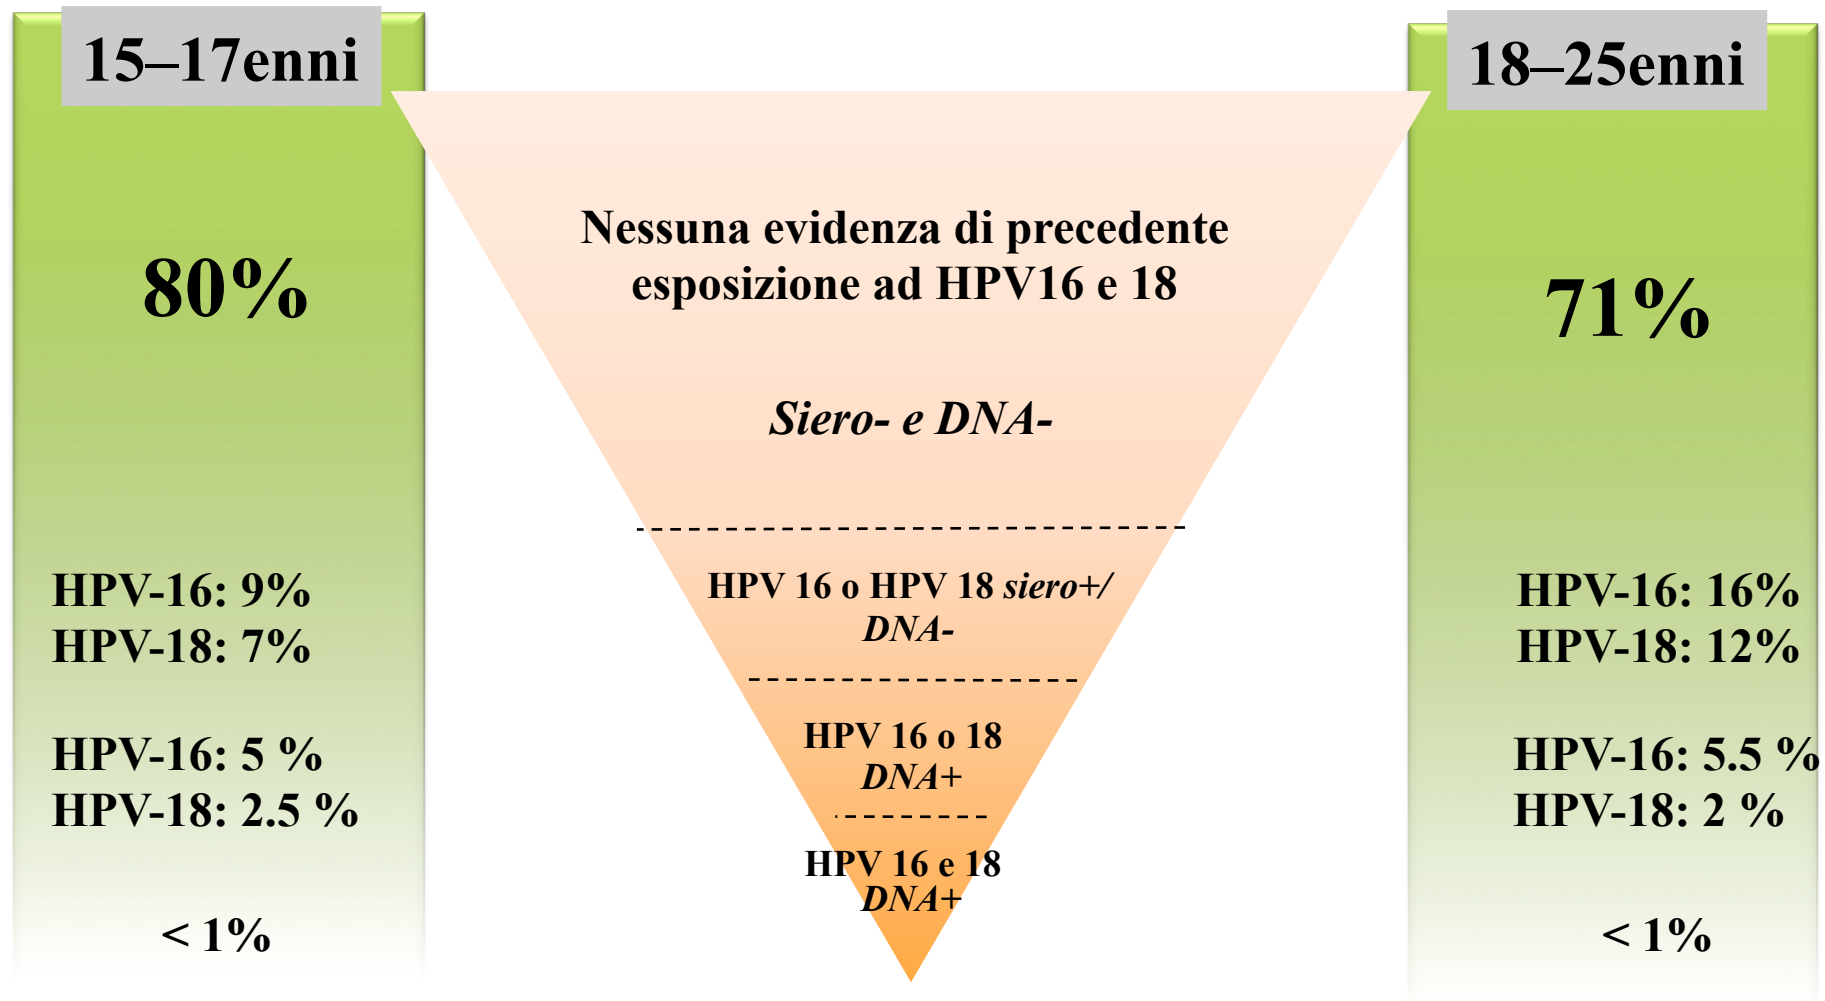 15–17enni
80%
HPV-16: 9%
HPV-18: 7%
HPV-16: 5 %
HPV-18: 2.5 %
< 1%
Nessuna evidenza di precedente
esposizione ad HPV16 e 18
Siero- e DNA-
HPV 16 o HPV 18 siero+/
DNA-
HPV 16 o 18
DNA+
HPV 16 e 18
DNA+
18–25enni
71%
HPV-16: 16%
HPV-18: 12%
HPV-16: 5.5 %
HPV-18: 2 %
< 1%